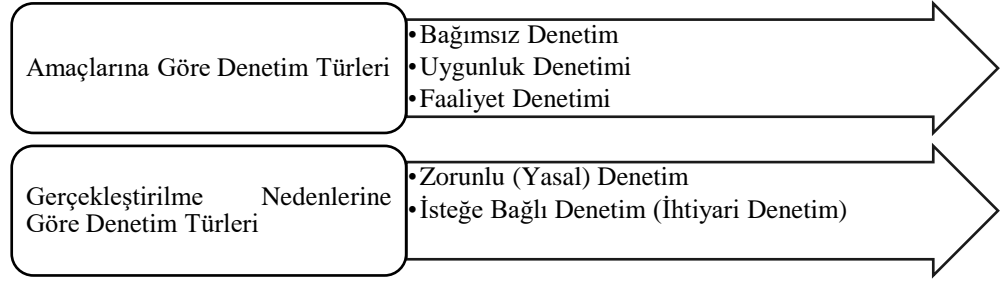 Amaçlarına Göre Denetim Türleri
•Bağımsız Denetim
•Uygunluk Denetimi
•Faaliyet Denetimi
Gerçekleştirilme Nedenlerine
Göre Denetim Türleri
•Zorunlu (Yasal) Denetim
•İsteğe Bağlı Denetim (İhtiyari Denetim)